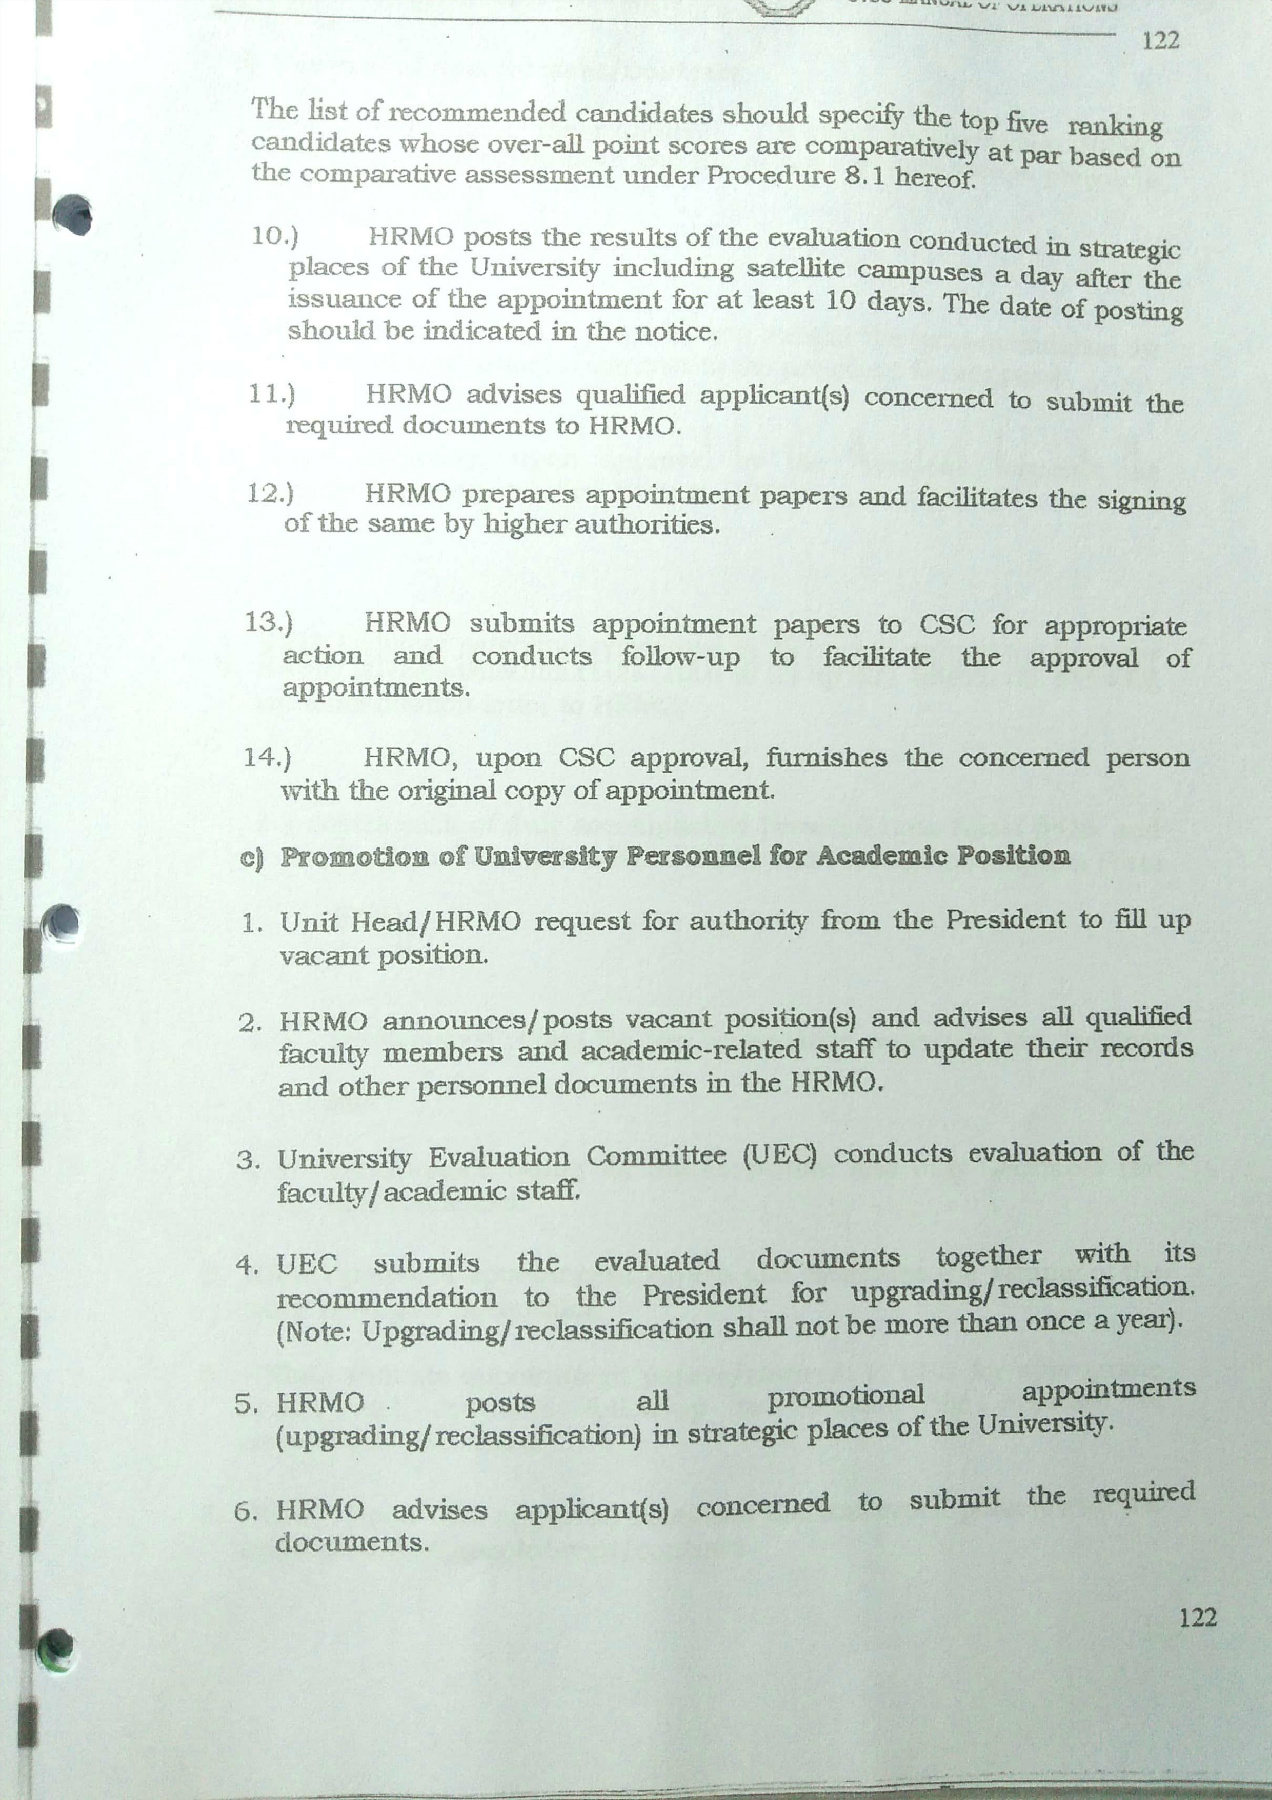 MANUAL OF OPERATIONS
122
The list of recommended candidates should specify the top five ranking
candidates whose over-all point scores are comparatively at par based on
the comparative assessment under Procedure 8.1 hereof.
10.) HRMO posts the results of the evaluation conducted in strategic
places of the University including satellite campuses a day after the
issuance of the appointment for at least 10 days. The date of posting
should be indicated in the notice.
11.) HRMO advises qualified applicant(s) concerned to submit the
required documents to HRMO.
12.) HRMO prepares appointment papers and facilitates the signing
of the same by higher authorities.
13.) HRMO submits appointment papers to CSC for appropriate
action and conducts follow-up to facilitate the approval of
appointments.
14.) HRMO, upon CSC approval, furnishes the concerned person
with the original copy of appointment.
c) Promotion of University Personnel for Academic Position
1. Unit Head/HRMO request for authority from the President to fill up
vacant position.
2. HRMO announces/posts vacant position(s) and advises all qualified
faculty members and academic-related staff to update their records
and other personnel documents in the HRMO.
3. University Evaluation Committee (UEC) conducts evaluation of the
faculty/academic staff.
4. UEC submits the evaluated documents together with its
recommendation to the President for upgrading/reclassification.
(Note: Upgrading/reclassification shall not be more than once a year).
5. HRMO posts all promotional appointments
(upgrading/reclassification) in strategic places of the University.
6. HRMO advises applicant(s) concerned to submit the required
documents.
122